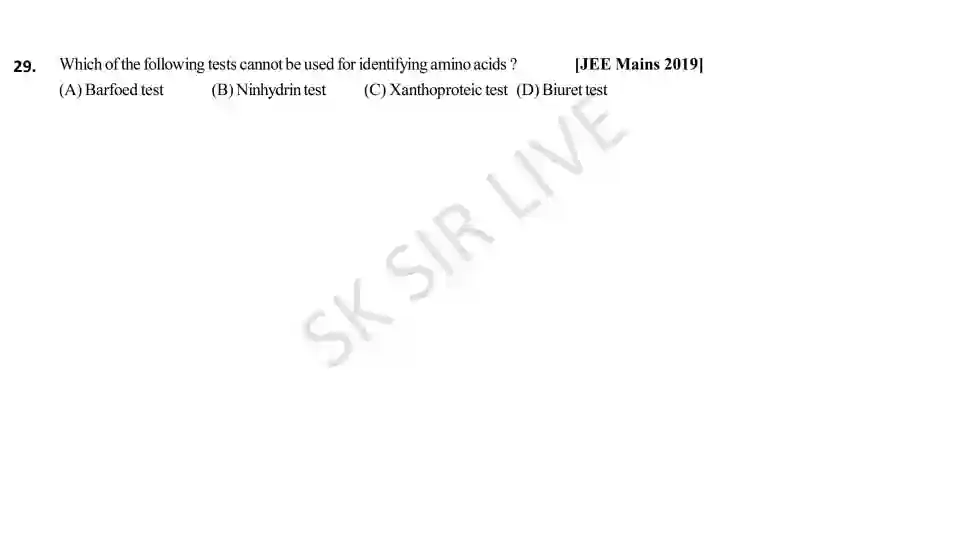 29. Which of the following tests cannot be used for identifying amino acids ? [JEE Mains 2019]
(A) Barfoed test (B) Ninhydrin test (C) Xanthoproteic test (D) Biuret test
SK SIR LIVE